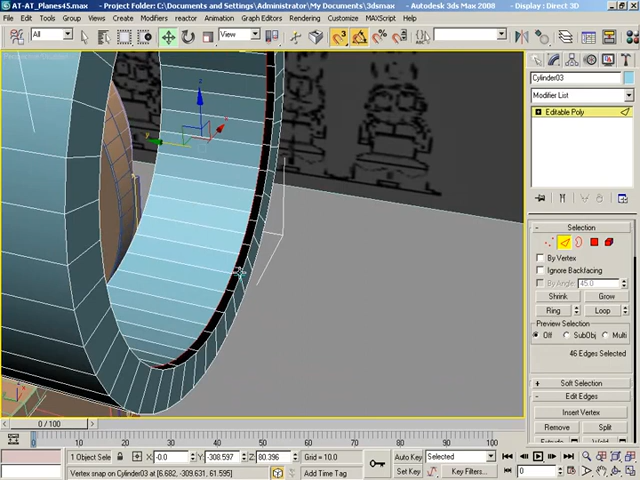 AT-AT_Planes45.max - Project Folder: C:\Documents and Settings\Administrator\My Documents\3dsmax - Autodesk 3ds Max 2008 - Display : Direct 3D
File Edit Tools Group Views Create Modifiers reactor Animation Graph Editors Rendering Customize MAXScript Help
All View
Cylinder03
Modifier List
Editable Poly
Selection
By Vertex
Ignore Backfacing
By Angle: 45.0
Shrink Grow
Ring Loop
Preview Selection
Off SubObj Multi
46 Edges Selected
Soft Selection
Edit Edges
Insert Vertex
Remove Split
Extrude Weld
0 / 100
0 10 20 30 40 50 60 70 80 90 100
1 Object Selec X: -0.0 Y: -308.597 Z: 80.396 Grid = 10.0 Auto Key Selected
Vertex snap on Cylinder03 at [6.682, -309.631, 61.595] Add Time Tag Set Key Key Filters... 0